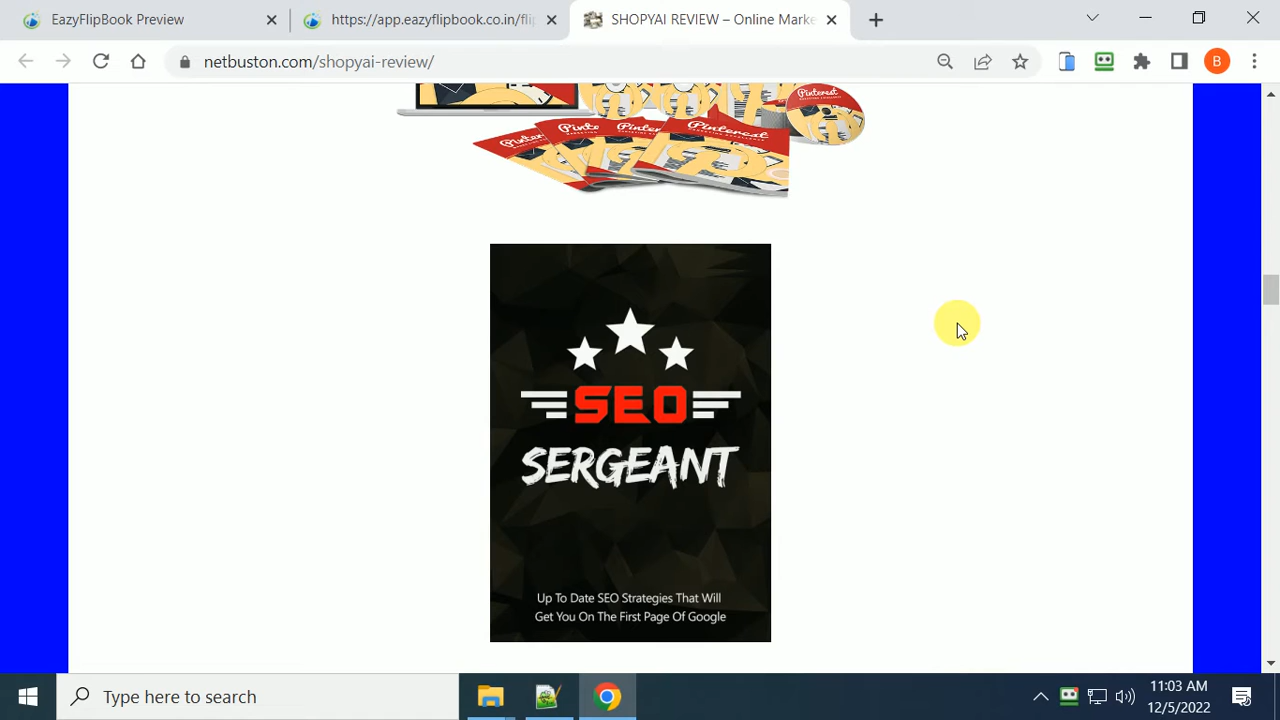 EazyFlipBook Preview
https://app.eazyflipbook.co.in/flip
SHOPYAI REVIEW – Online Marke
netbuston.com/shopyai-review/
B
Pinterest
Pinterest
SEO
SERGEANT
Up To Date SEO Strategies That Will
Get You On The First Page Of Google
Type here to search
11:03 AM
12/5/2022